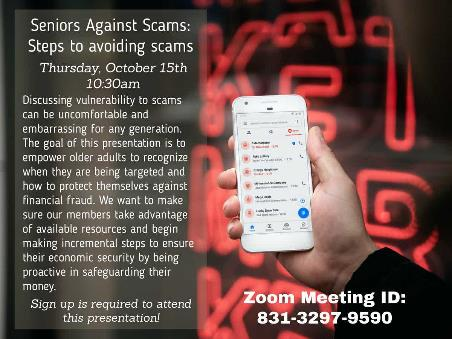 Seniors Against Scams:
Steps to avoiding scams
Thursday, October 15th
10:30am
Discussing vulnerability to scams
can be uncomfortable and
embarrassing for any generation.
The goal of this presentation is to
empower older adults to recognize
when they are being targeted and
how to protect themselves against
financial fraud. We want to make
sure our members take advantage
of available resources and begin
making incremental steps to ensure
their economic security by being
proactive in safeguarding their
money.
Sign up is required to attend
this presentation!
Zoom Meeting ID:
831-3297-9590